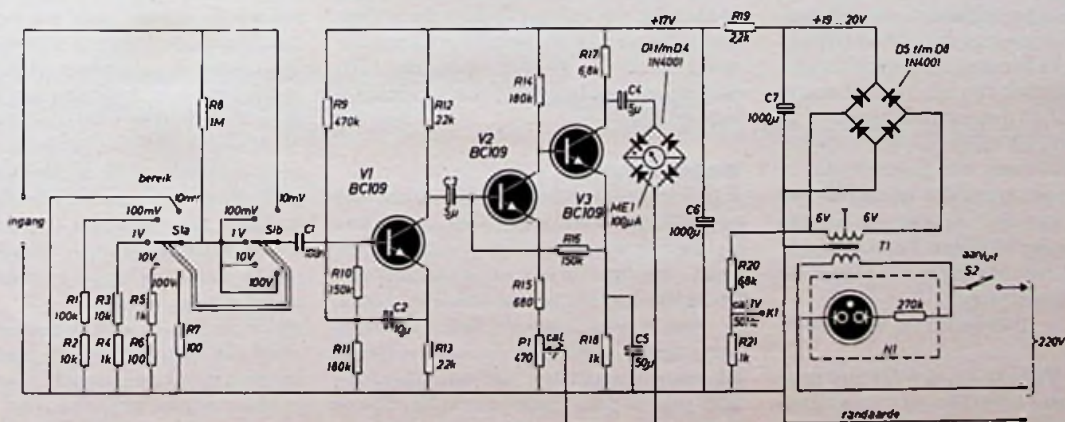 ingang
bereik
10mV
100mV
1V
10V
100V
S1a
R1
100k
R2
10k
R3
10k
R4
1k
R5
1k
R6
100
R7
100
R8
1M
10mV
100mV
1V
10V
100V
S1b
C1
R9
470k
R10
150k
R11
180k
C2
10µ
V1
BC109
R12
22k
R13
22k
C3
5µ
V2
BC109
R14
180k
R15
680
P1
470
cal.
R16
150k
R17
6,8k
V3
BC109
R18
1k
C4
5µ
C5
50µ
D1 t/m D4
1N4001
ME1
100µA
+17V
C6
1000µ
R19
2,2k
+19..20V
C7
1000µ
D5 t/m D8
1N4001
6V
6V
T1
R20
6,8k
cal.
1V
50
K1
R21
1k
S2
270k
N1
220V
randaarde